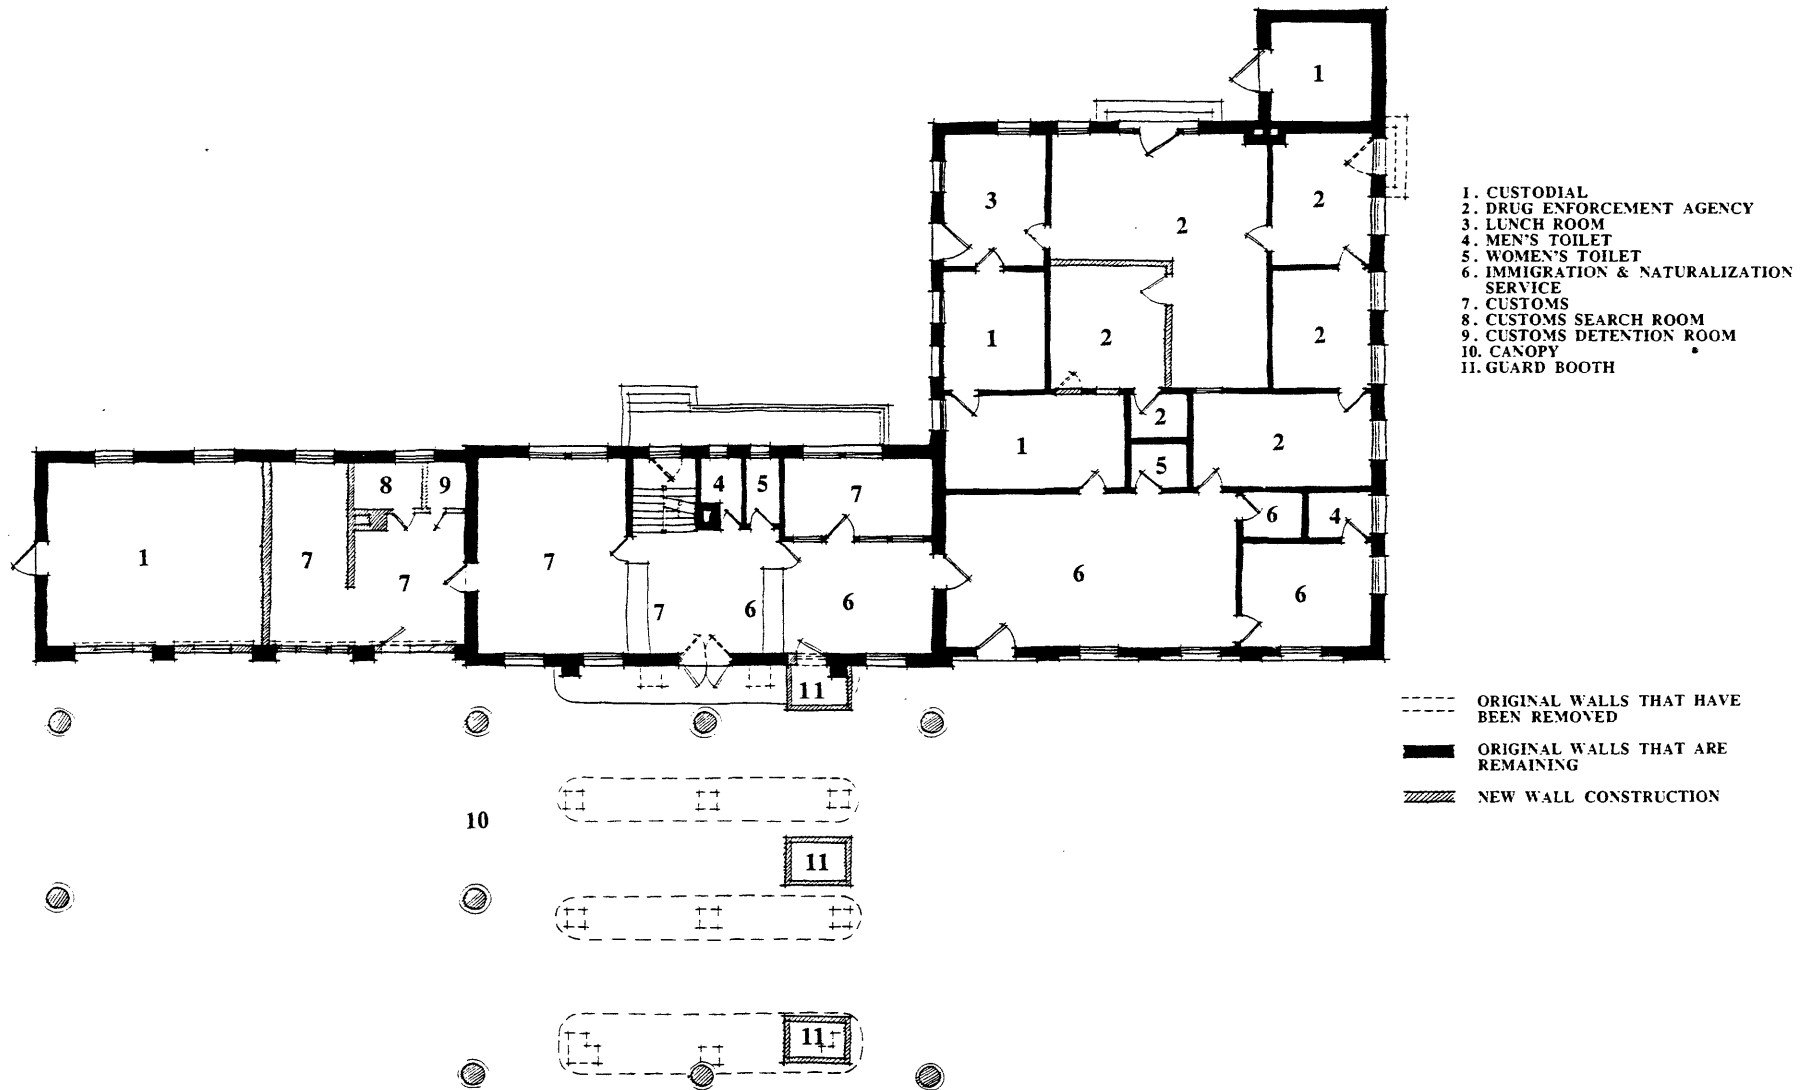 1
3
2
2
1. CUSTODIAL
2. DRUG ENFORCEMENT AGENCY
3. LUNCH ROOM
4. MEN'S TOILET
5. WOMEN'S TOILET
6. IMMIGRATION & NATURALIZATION
SERVICE
7. CUSTOMS
8. CUSTOMS SEARCH ROOM
9. CUSTOMS DETENTION ROOM
10. CANOPY
11. GUARD BOOTH
1
2
2
1
2
2
5
8
9
4
5
7
6
4
1
7
7
7
7
6
6
6
6
11
ORIGINAL WALLS THAT HAVE
BEEN REMOVED
ORIGINAL WALLS THAT ARE
REMAINING
NEW WALL CONSTRUCTION
10
11
11